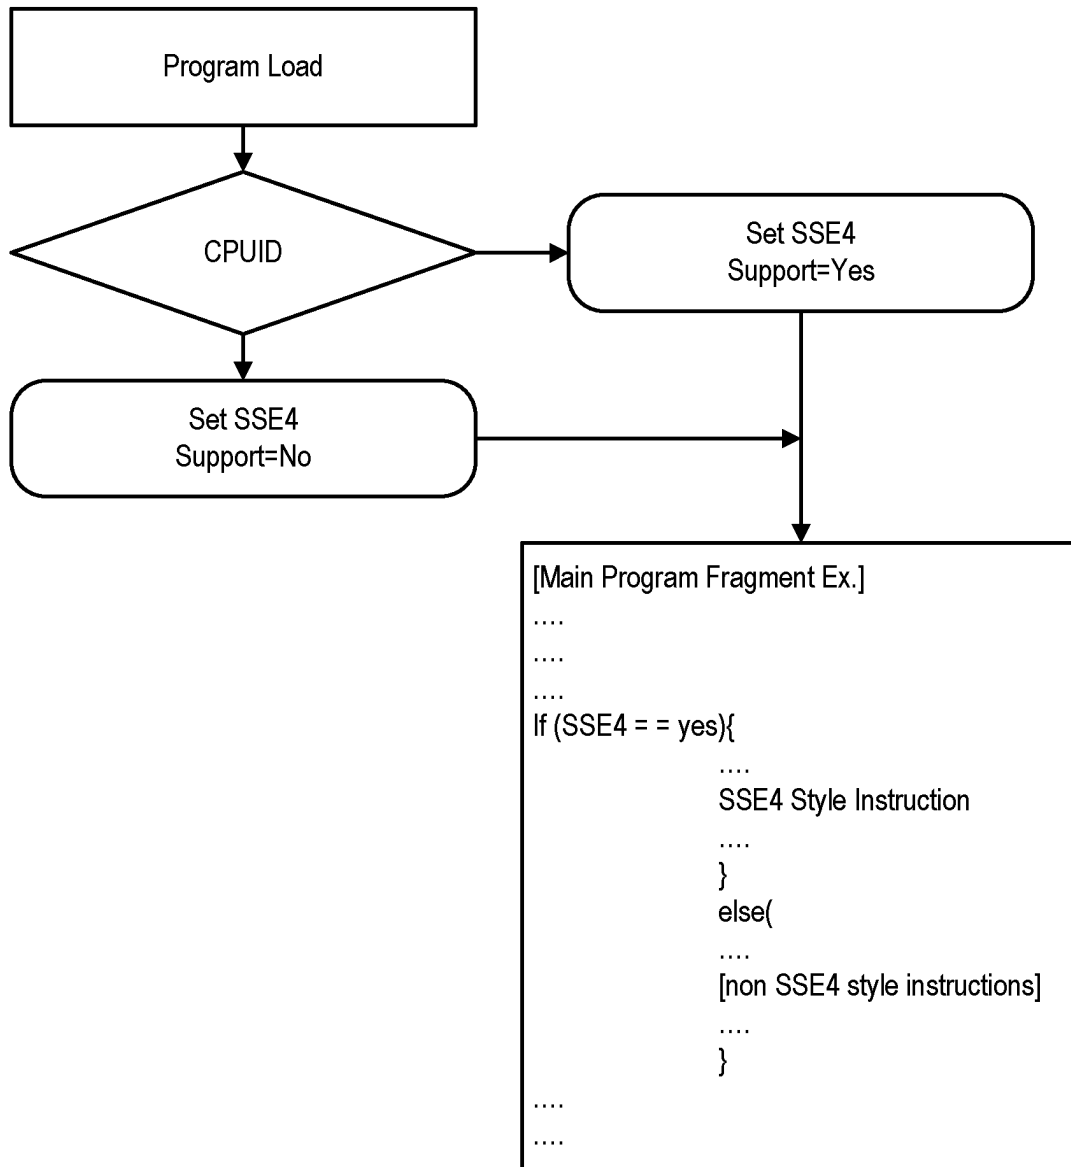 Program Load
CPUID
Set SSE4
Support=Yes
Set SSE4
Support=No
[Main Program Fragment Ex.]
....
....
....
If (SSE4 = = yes){
....
SSE4 Style Instruction
....
}
else(
....
[non SSE4 style instructions]
....
}
....
....